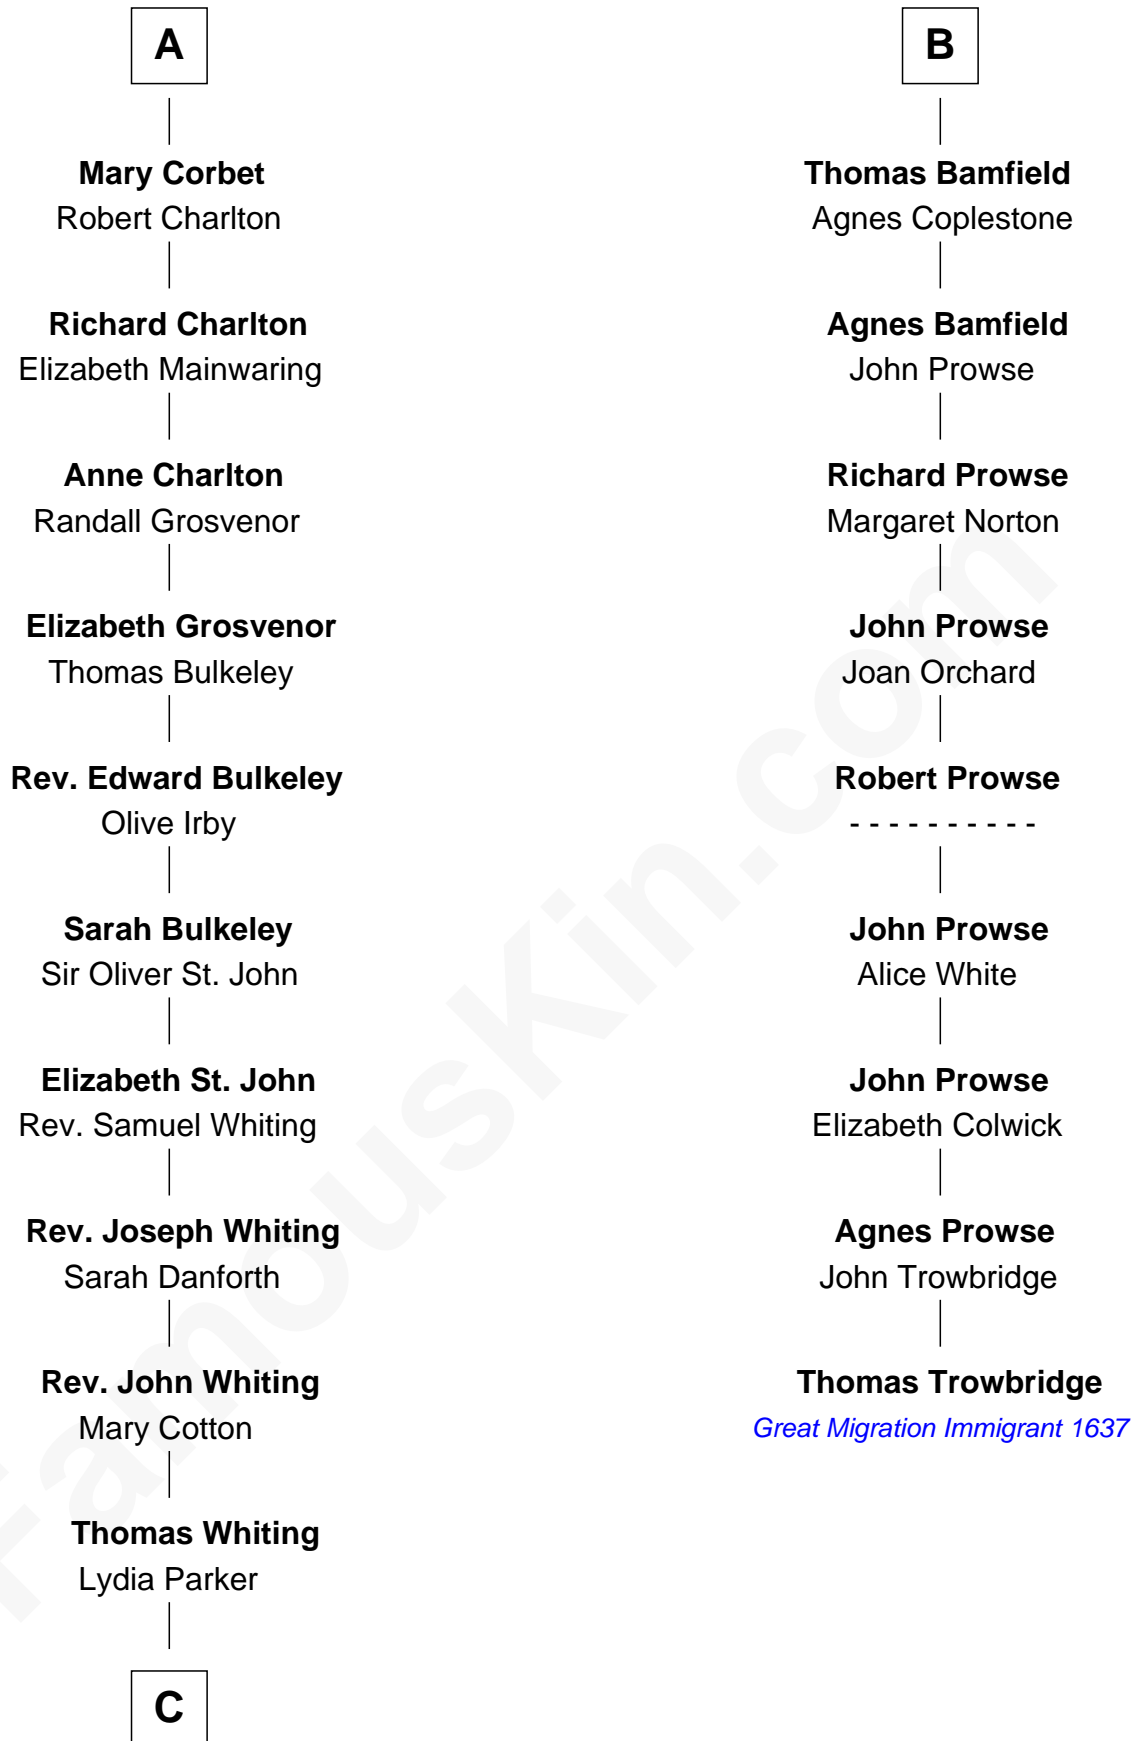 A
Mary Corbet
Robert Charlton
Richard Charlton
Elizabeth Mainwaring
Anne Charlton
Randall Grosvenor
Elizabeth Grosvenor
Thomas Bulkeley
Rev. Edward Bulkeley
Olive Irby
Sarah Bulkeley
Sir Oliver St. John
Elizabeth St. John
Rev. Samuel Whiting
Rev. Joseph Whiting
Sarah Danforth
Rev. John Whiting
Mary Cotton
Thomas Whiting
Lydia Parker
C
B
Thomas Bamfield
Agnes Coplestone
Agnes Bamfield
John Prowse
Richard Prowse
Margaret Norton
John Prowse
Joan Orchard
Robert Prowse
- - - - - - - - - -
John Prowse
Alice White
John Prowse
Elizabeth Colwick
Agnes Prowse
John Trowbridge
Thomas Trowbridge
Great Migration Immigrant 1637
FamousKin.com